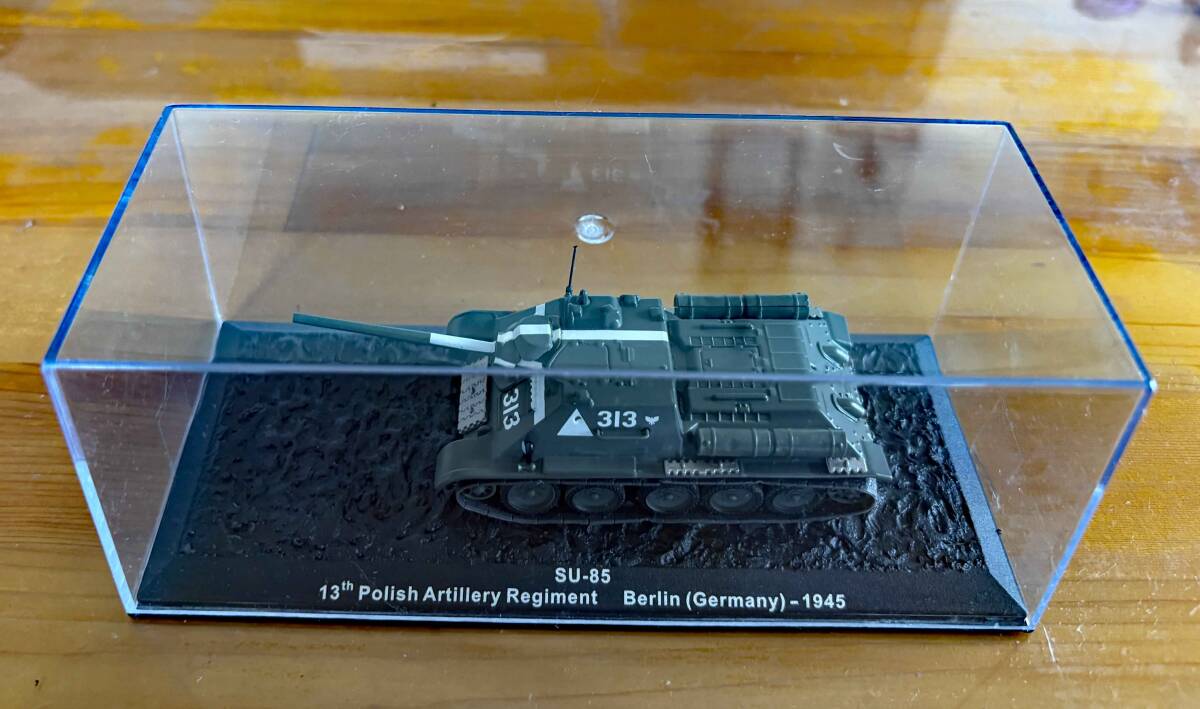 313
313
SU-85
13th Polish Artillery Regiment Berlin (Germany) – 1945